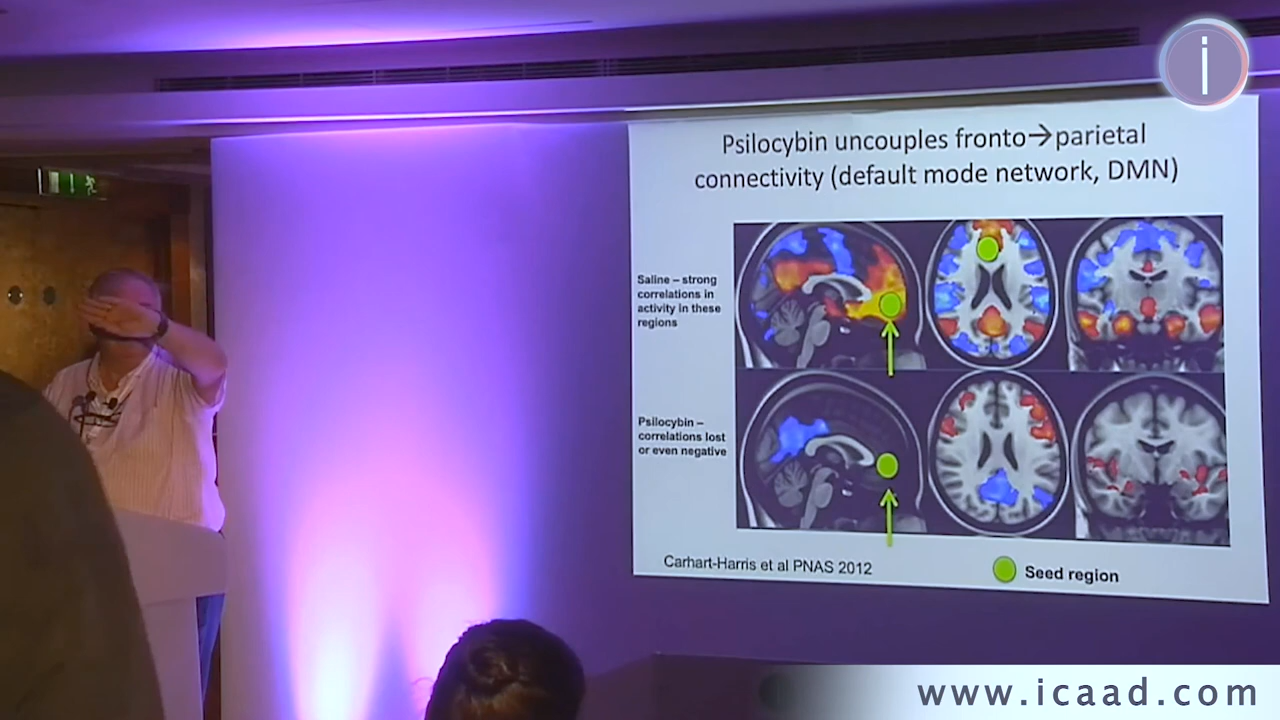 i
Psilocybin uncouples fronto→parietal
connectivity (default mode network, DMN)
Saline – strong
correlations in
activity in these
regions
Psilocybin –
correlations lost
or even negative
Carhart-Harris et al PNAS 2012
Seed region
www.icaad.com